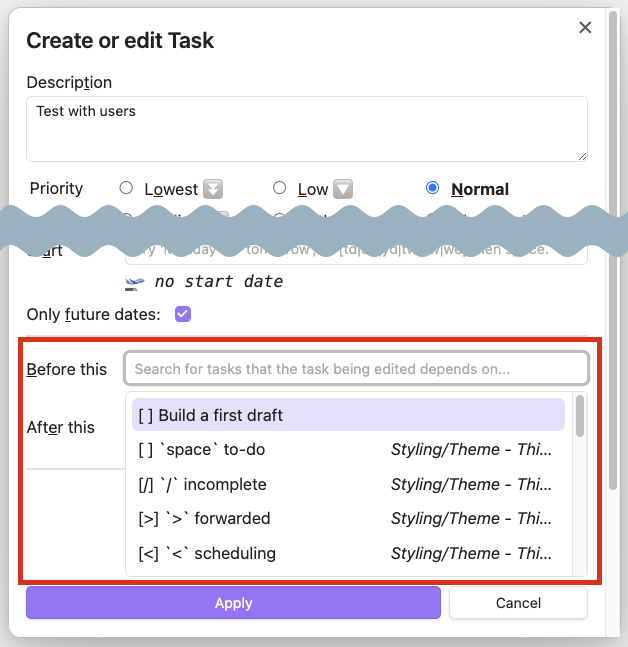 Create or edit Task
Description
Test with users
Priority Lowest Low Normal
no start date
Only future dates:
Before this Search for tasks that the task being edited depends on...
After this
[ ] Build a first draft
[ ] `space` to-do Styling/Theme - Thi...
[/] `/` incomplete Styling/Theme - Thi...
[>] `>` forwarded Styling/Theme - Thi...
[<] `<` scheduling Styling/Theme - Thi...
Apply Cancel